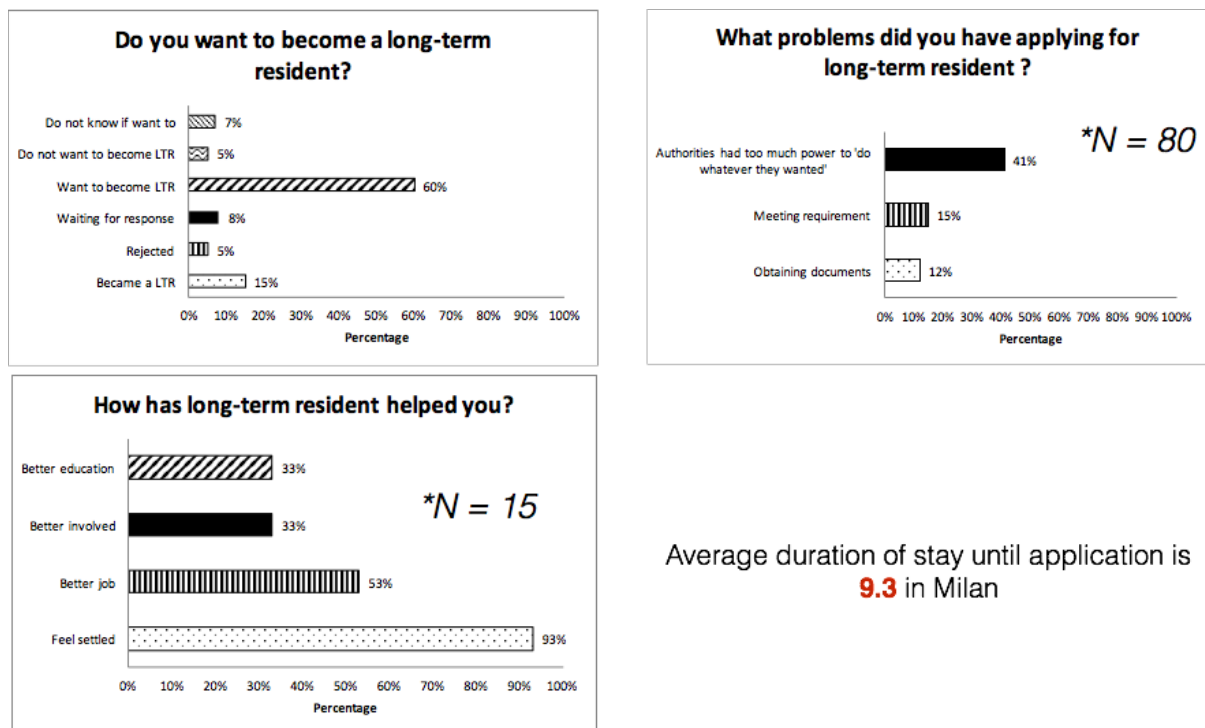 Do you want to become a long-term
resident?
Do not know if want to
7%
Do not want to become LTR
5%
Want to become LTR
60%
Waiting for response
8%
Rejected
5%
Became a LTR
15%
0% 10% 20% 30% 40% 50% 60% 70% 80% 90% 100%
Percentage
What problems did you have applying for
long-term resident ?
*N = 80
Authorities had too much power to 'do
whatever they wanted'
41%
Meeting requirement
15%
Obtaining documents
12%
0% 10% 20% 30% 40% 50% 60% 70% 80% 90% 100%
Percentage
How has long-term resident helped you?
Better education
33%
*N = 15
Better involved
33%
Better job
53%
Feel settled
93%
0% 10% 20% 30% 40% 50% 60% 70% 80% 90% 100%
Percentage
Average duration of stay until application is
9.3 in Milan